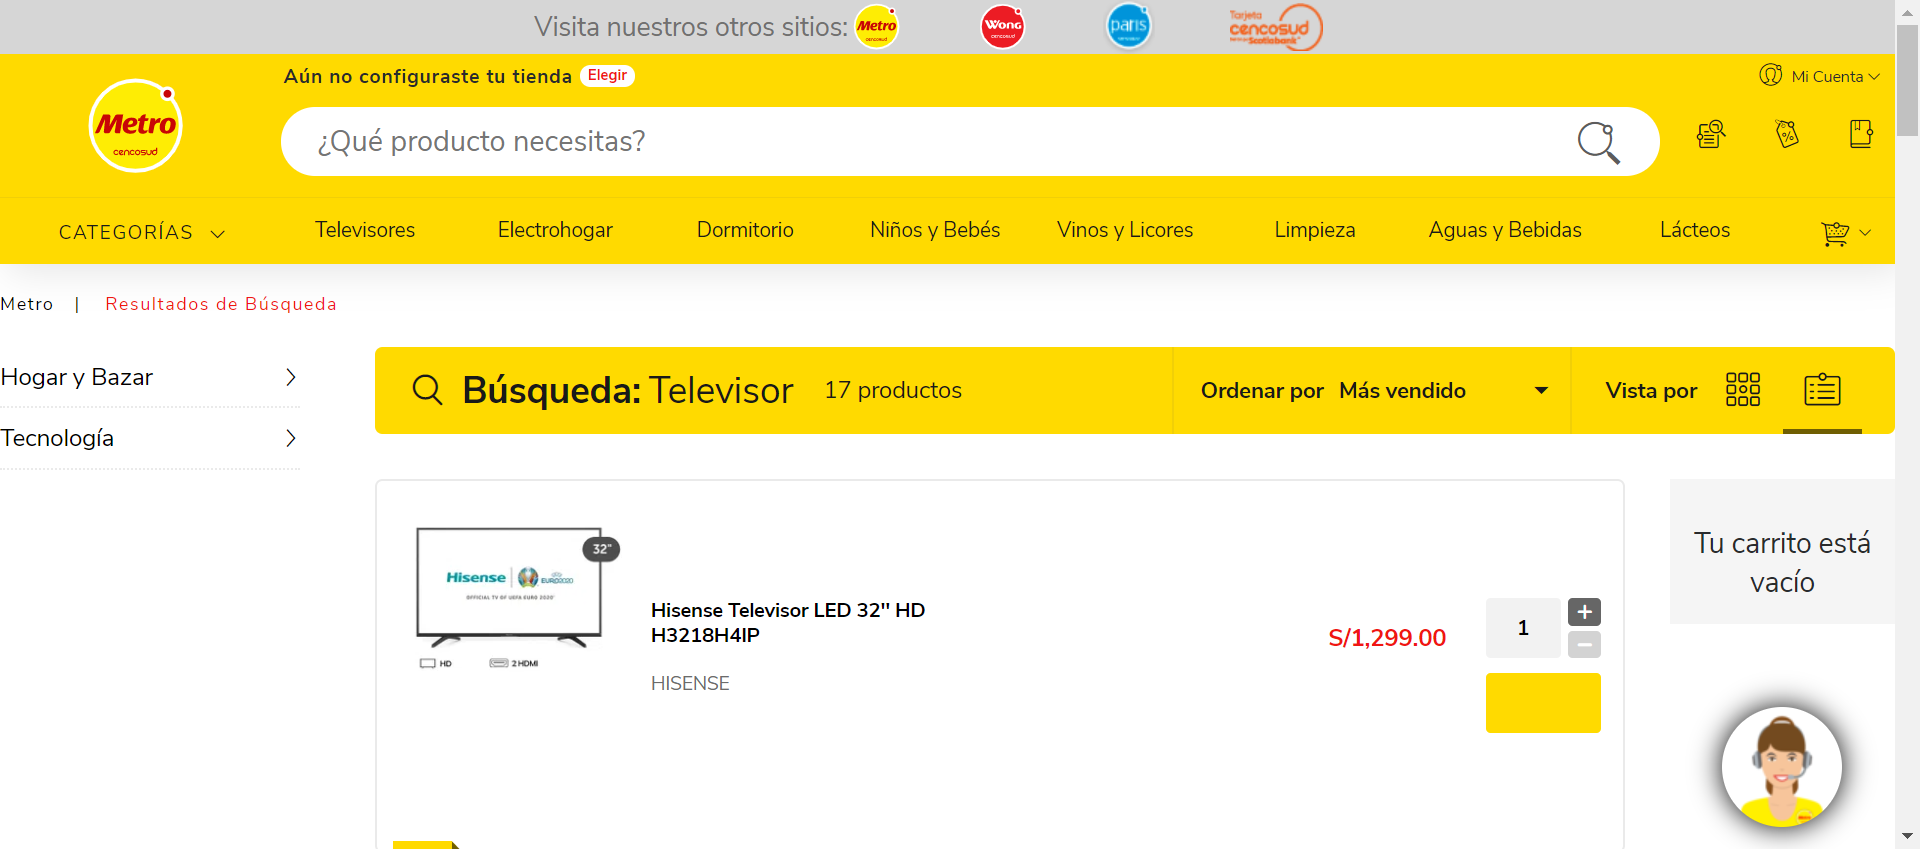 Visita nuestros otros sitios:
Metro
cencosud
Wong
cencosud
paris
Tarjeta
cencosud
Scotiabank
Aún no configuraste tu tienda Elegir
Mi Cuenta
Metro
cencosud
¿Qué producto necesitas?
CATEGORÍAS
Televisores
Electrohogar
Dormitorio
Niños y Bebés
Vinos y Licores
Limpieza
Aguas y Bebidas
Lácteos
Metro | Resultados de Búsqueda
Hogar y Bazar
Tecnología
Búsqueda: Televisor 17 productos
Ordenar por Más vendido
Vista por
32"
Hisense
EURO2020
OFFICIAL TV OF UEFA EURO 2020
HD
2 HDMI
Hisense Televisor LED 32'' HD
H3218H4IP
HISENSE
S/1,299.00
1
+
−
Tu carrito está
vacío